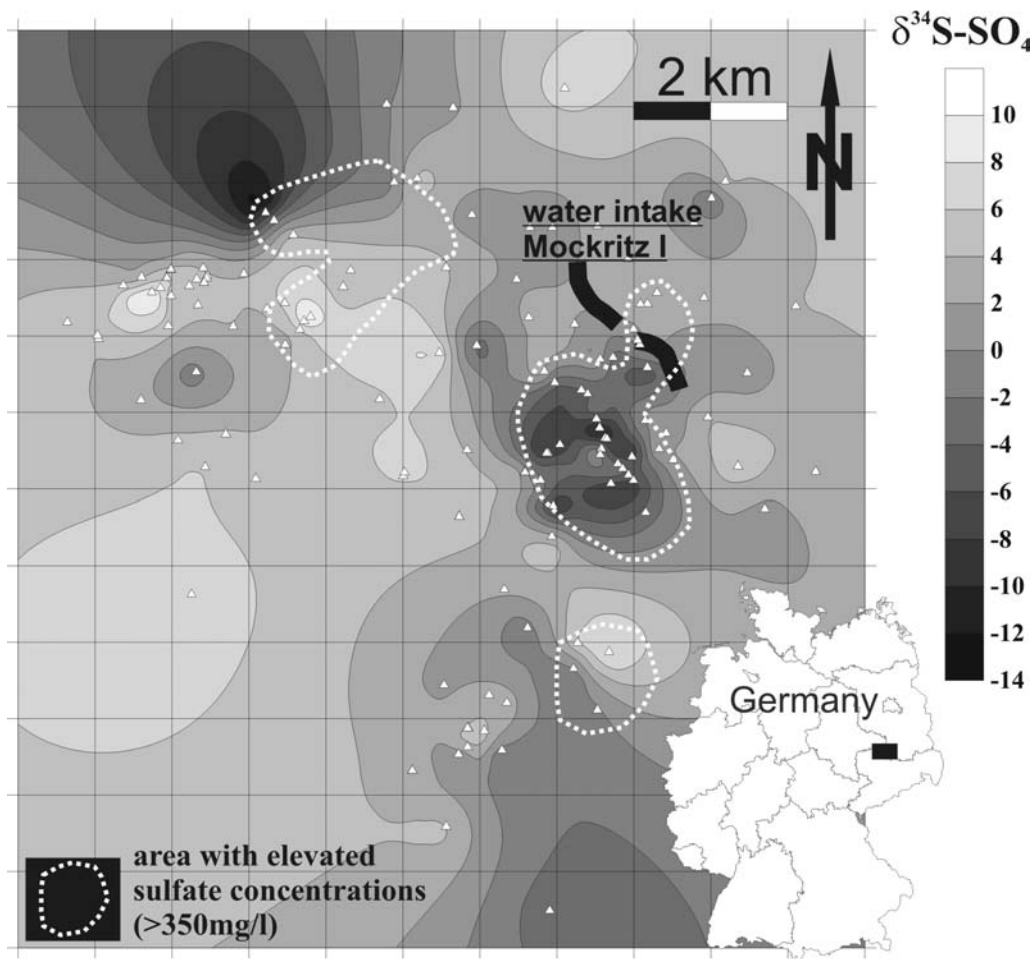 δ³⁴S-SO₄
2 km
N
water intake
Mockritz I
10
8
6
4
2
0
-2
-4
-6
-8
-10
-12
-14
Germany
area with elevated
sulfate concentrations
(>350mg/l)